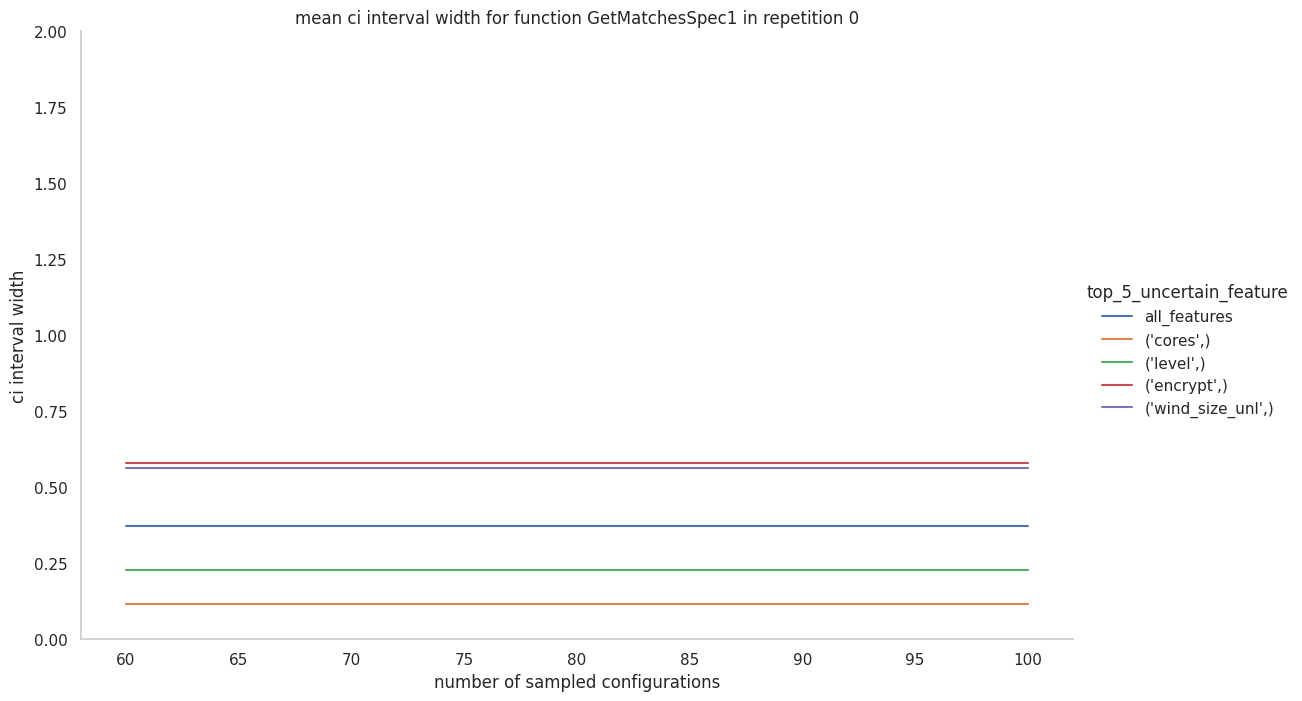 mean ci interval width for function GetMatchesSpec1 in repetition 0
2.00
1.75
1.50
1.25
1.00
0.75
0.50
0.25
0.00
ci interval width
60
65
70
75
80
85
90
95
100
number of sampled configurations
top_5_uncertain_feature
all_features
('cores',)
('level',)
('encrypt',)
('wind_size_unl',)